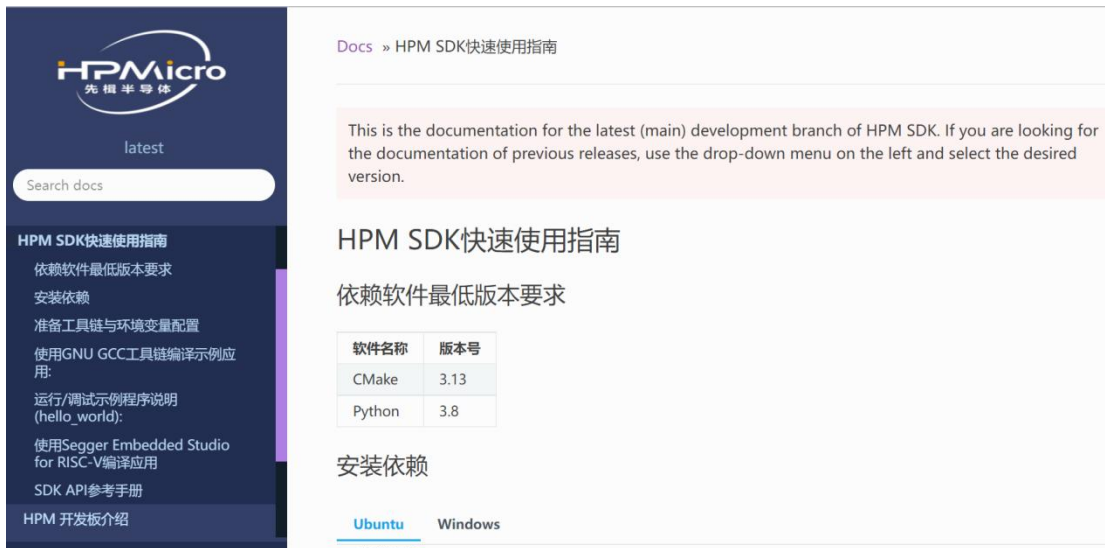 HPMicro
先楫半导体
latest
Search docs
HPM SDK快速使用指南
依赖软件最低版本要求
安装依赖
准备工具链与环境变量配置
使用GNU GCC工具链编译示例应
用:
运行/调试示例程序说明
(hello_world):
使用Segger Embedded Studio
for RISC-V编译应用
SDK API参考手册
HPM 开发板介绍
Docs » HPM SDK快速使用指南
This is the documentation for the latest (main) development branch of HPM SDK. If you are looking for
the documentation of previous releases, use the drop-down menu on the left and select the desired
version.
HPM SDK快速使用指南
依赖软件最低版本要求
软件名称 版本号
CMake 3.13
Python 3.8
安装依赖
Ubuntu Windows